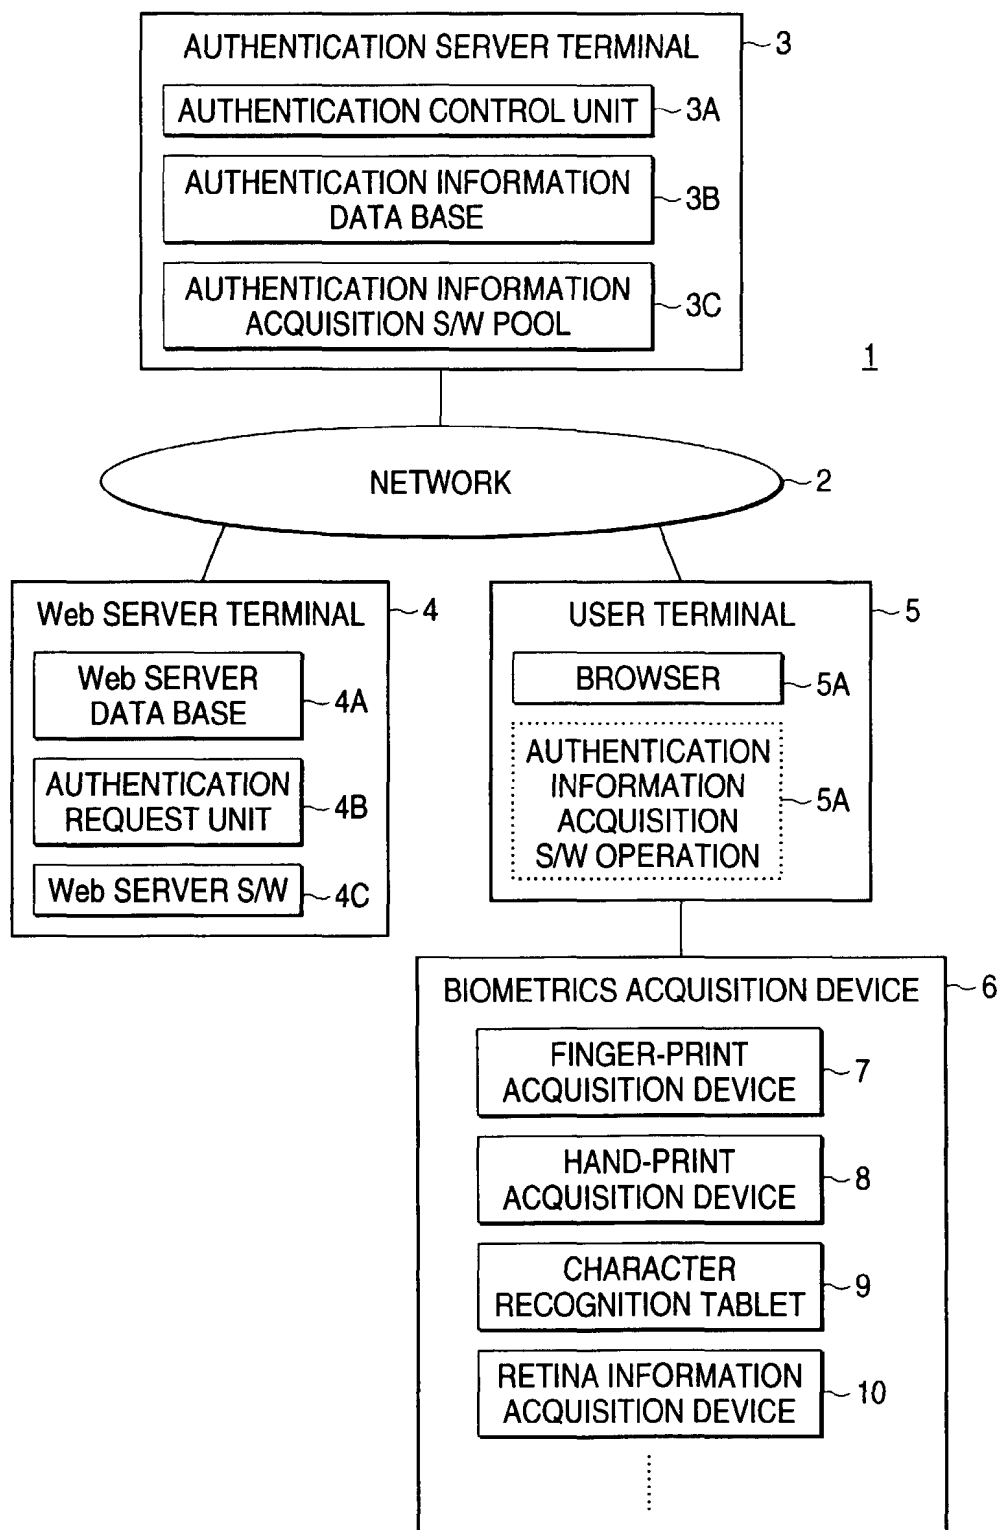 AUTHENTICATION SERVER TERMINAL
3
AUTHENTICATION CONTROL UNIT
3A
AUTHENTICATION INFORMATION
DATA BASE
3B
AUTHENTICATION INFORMATION
ACQUISITION S/W POOL
3C
1
NETWORK
2
Web SERVER TERMINAL
4
Web SERVER
DATA BASE
4A
AUTHENTICATION
REQUEST UNIT
4B
Web SERVER S/W
4C
USER TERMINAL
5
BROWSER
5A
AUTHENTICATION
INFORMATION
ACQUISITION
S/W OPERATION
5A
BIOMETRICS ACQUISITION DEVICE
6
FINGER-PRINT
ACQUISITION DEVICE
7
HAND-PRINT
ACQUISITION DEVICE
8
CHARACTER
RECOGNITION TABLET
9
RETINA INFORMATION
ACQUISITION DEVICE
10